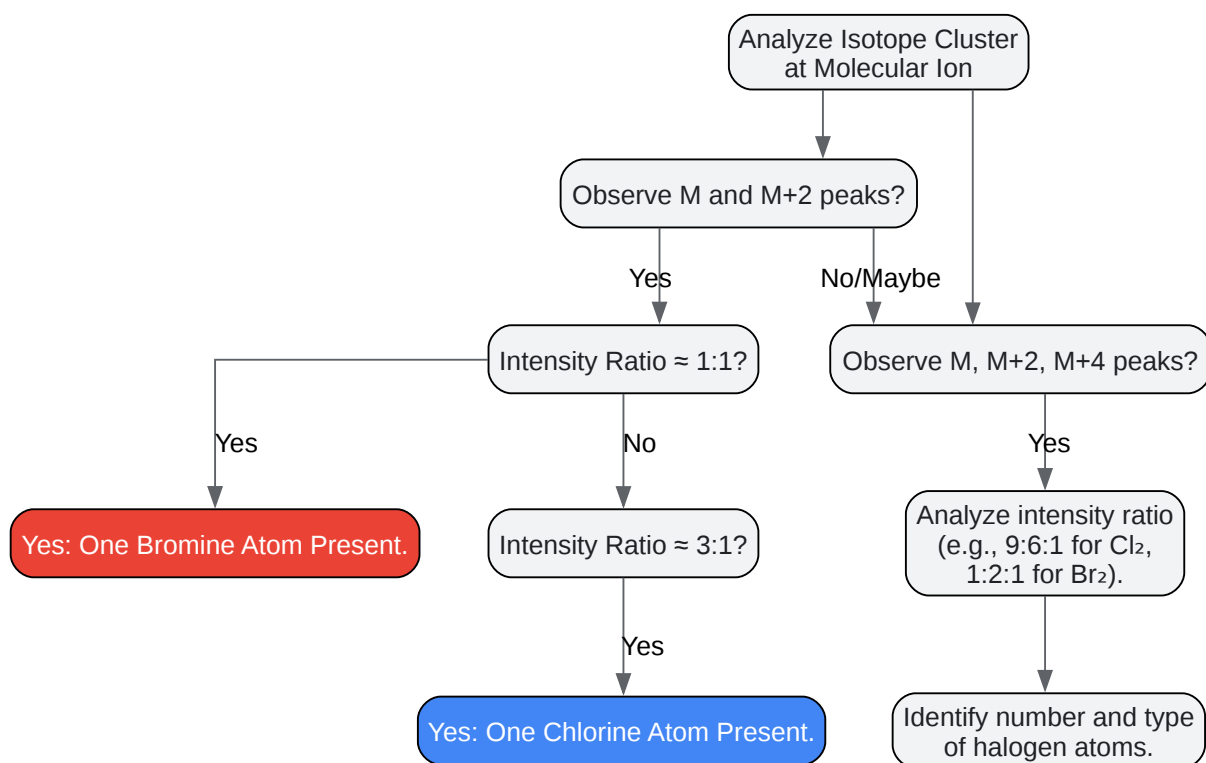 Analyze Isotope Cluster
at Molecular Ion
Observe M and M+2 peaks?
Yes
No/Maybe
Intensity Ratio ≈ 1:1?
Observe M, M+2, M+4 peaks?
Yes
No
Yes
Yes: One Bromine Atom Present.
Intensity Ratio ≈ 3:1?
Analyze intensity ratio
(e.g., 9:6:1 for Cl₂,
1:2:1 for Br₂).
Yes
Yes: One Chlorine Atom Present.
Identify number and type
of halogen atoms.